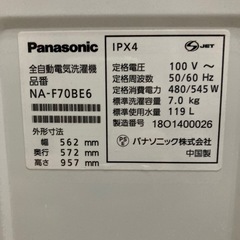 Panasonic
IPX4
JET
全自動電気洗濯機
品番
NA-F70BE6
外形寸法
幅 562 mm
奥行 572 mm
高さ 957 mm
定格電圧 100 V~
定格周波数 50/60 Hz
定格消費電力 480/545 W
標準洗濯容量 7.0 kg
標準使用水量 119 L
製造番号 18O1400026
パナソニック株式会社
中国製